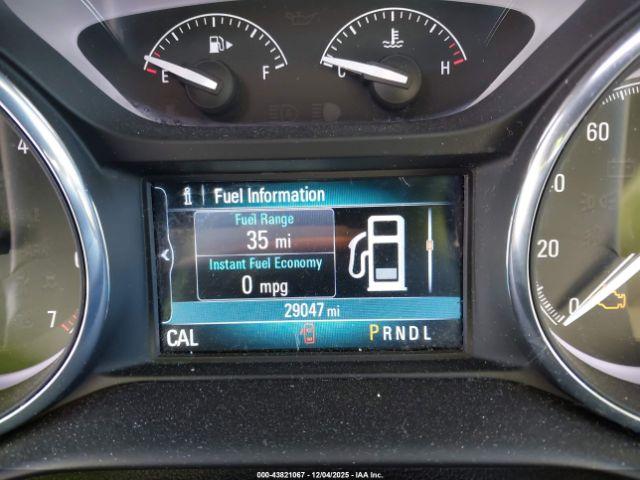 E F
C H
4
7
60
20
0
i Fuel Information
Fuel Range
35 mi
Instant Fuel Economy
0 mpg
29047 mi
CAL PRNDL
000-43821067 - 12/04/2025 - IAA Inc.